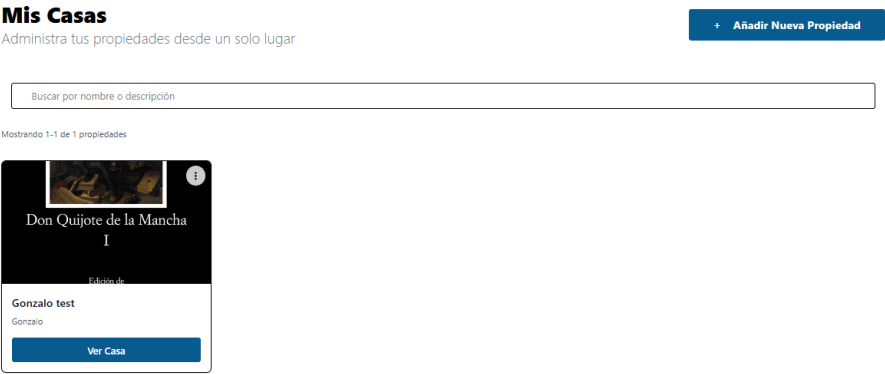 Mis Casas
Administra tus propiedades desde un solo lugar
+ Añadir Nueva Propiedad
Buscar por nombre o descripción
Mostrando 1-1 de 1 propiedades
Don Quijote de la Mancha
I
Edición de
Gonzalo test
Gonzalo
Ver Casa